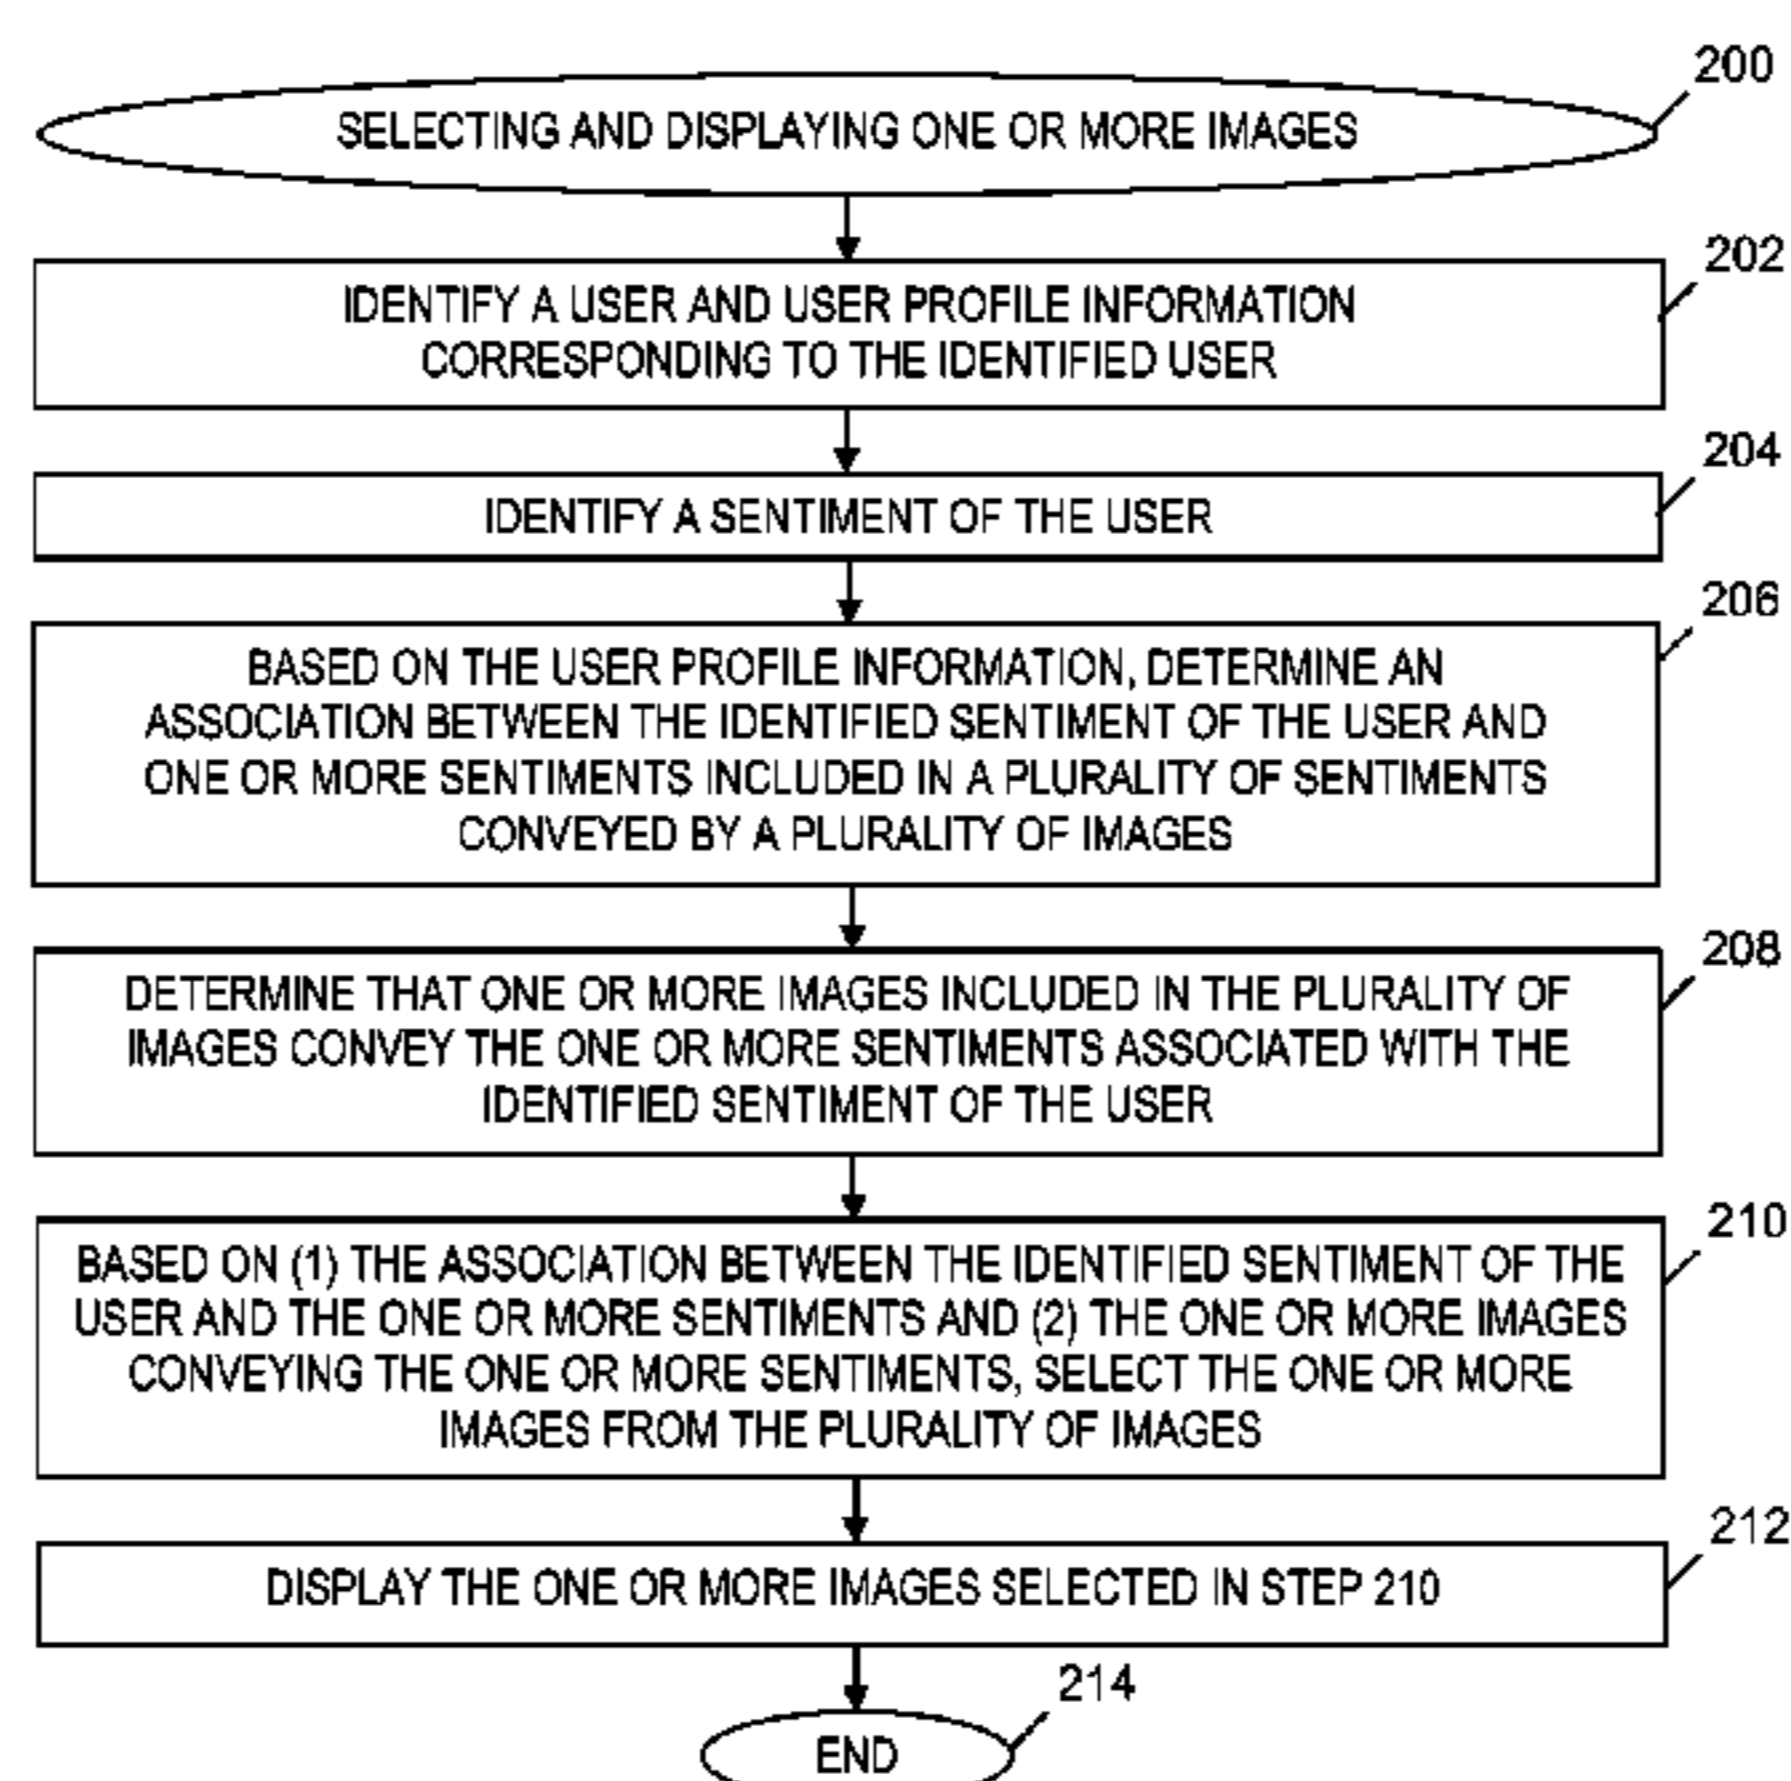 200
SELECTING AND DISPLAYING ONE OR MORE IMAGES
202
IDENTIFY A USER AND USER PROFILE INFORMATION
CORRESPONDING TO THE IDENTIFIED USER
204
IDENTIFY A SENTIMENT OF THE USER
206
BASED ON THE USER PROFILE INFORMATION, DETERMINE AN
ASSOCIATION BETWEEN THE IDENTIFIED SENTIMENT OF THE USER AND
ONE OR MORE SENTIMENTS INCLUDED IN A PLURALITY OF SENTIMENTS
CONVEYED BY A PLURALITY OF IMAGES
208
DETERMINE THAT ONE OR MORE IMAGES INCLUDED IN THE PLURALITY OF
IMAGES CONVEY THE ONE OR MORE SENTIMENTS ASSOCIATED WITH THE
IDENTIFIED SENTIMENT OF THE USER
210
BASED ON (1) THE ASSOCIATION BETWEEN THE IDENTIFIED SENTIMENT OF THE
USER AND THE ONE OR MORE SENTIMENTS AND (2) THE ONE OR MORE IMAGES
CONVEYING THE ONE OR MORE SENTIMENTS, SELECT THE ONE OR MORE
IMAGES FROM THE PLURALITY OF IMAGES
212
DISPLAY THE ONE OR MORE IMAGES SELECTED IN STEP 210
214
END